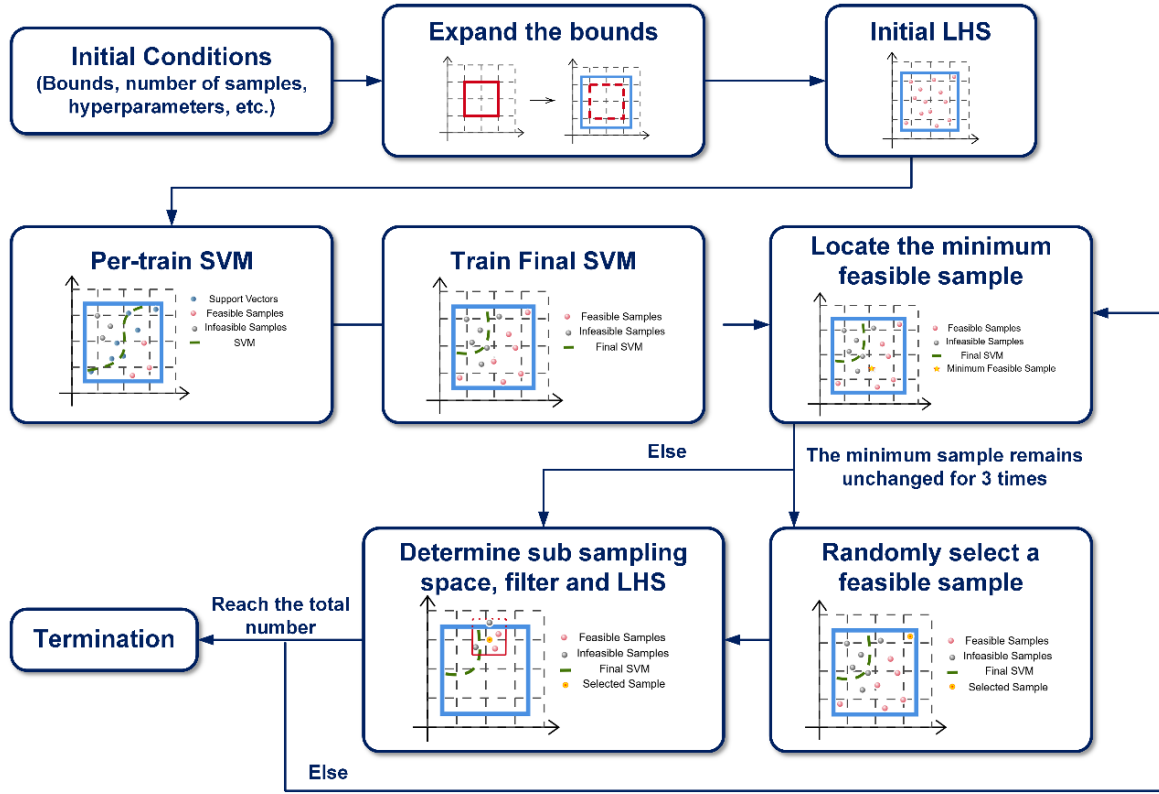 Initial Conditions
(Bounds, number of samples,
hyperparameters, etc.)
Expand the bounds
Initial LHS
Per-train SVM
Support Vectors
Feasible Samples
Infeasible Samples
SVM
Train Final SVM
Feasible Samples
Infeasible Samples
Final SVM
Locate the minimum
feasible sample
Feasible Samples
Infeasible Samples
Final SVM
Minimum Feasible Sample
Else
The minimum sample remains
unchanged for 3 times
Termination
Reach the total
number
Determine sub sampling
space, filter and LHS
Feasible Samples
Infeasible Samples
Final SVM
Selected Sample
Randomly select a
feasible sample
Feasible Samples
Infeasible Samples
Final SVM
Selected Sample
Else